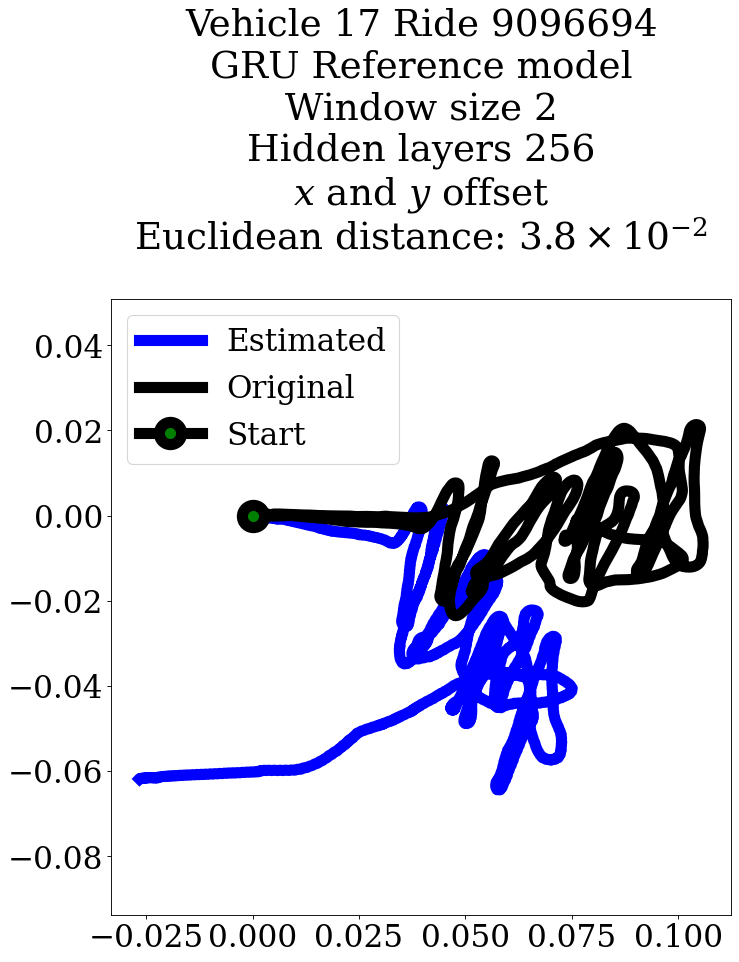 Vehicle 17 Ride 9096694
GRU Reference model
Window size 2
Hidden layers 256
x and y offset
Euclidean distance: 3.8 × 10⁻²
Estimated
Original
Start
0.04
0.02
0.00
−0.02
−0.04
−0.06
−0.08
−0.025 0.000 0.025 0.050 0.075 0.100